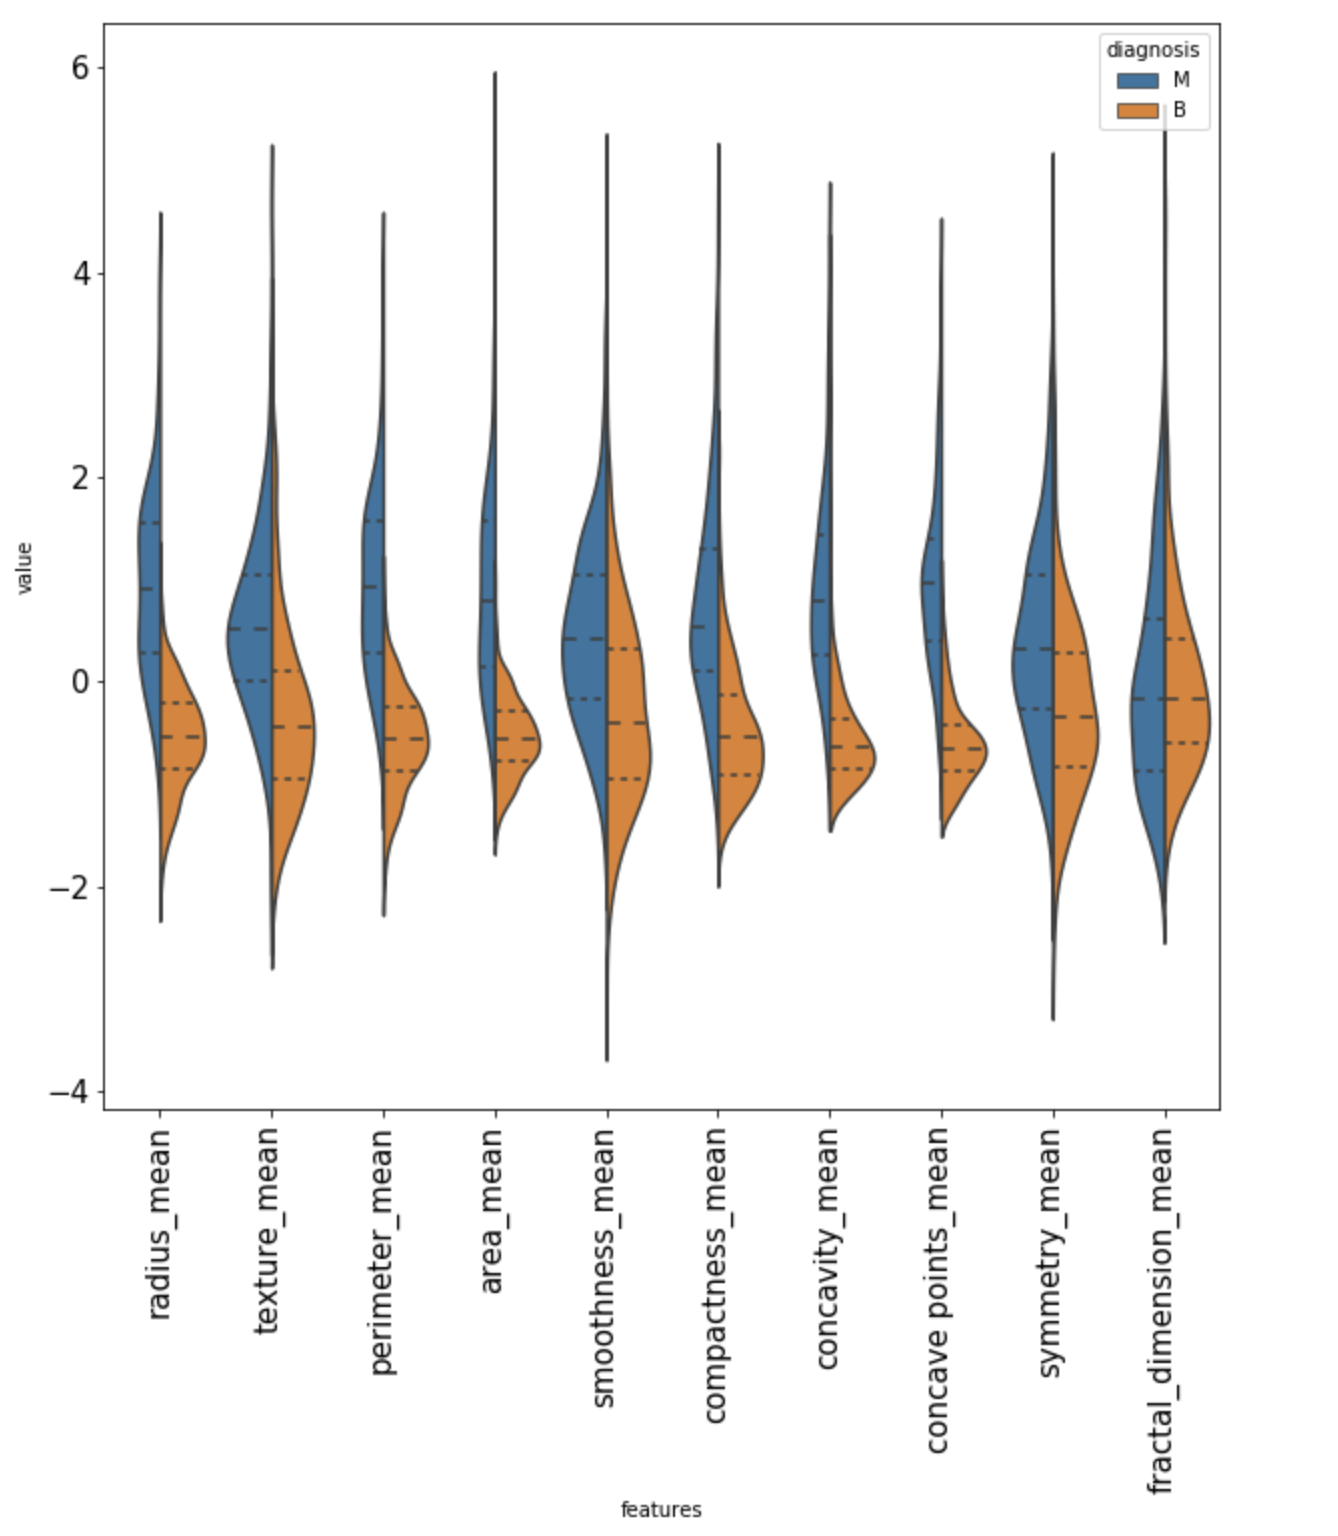 diagnosis
M
B
6
4
2
0
−2
−4
value
radius_mean
texture_mean
perimeter_mean
area_mean
smoothness_mean
compactness_mean
concavity_mean
concave points_mean
symmetry_mean
fractal_dimension_mean
features